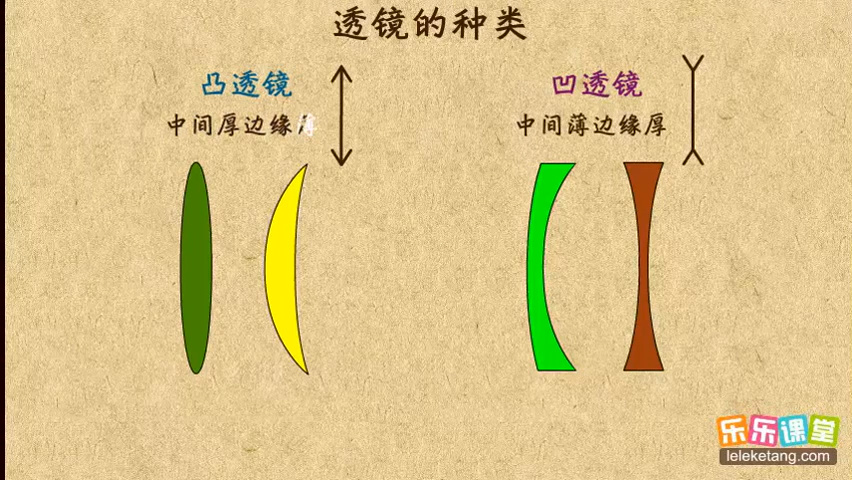 透镜的种类
凸透镜
中间厚边缘薄
凹透镜
中间薄边缘厚
乐乐课堂
leleketang.com